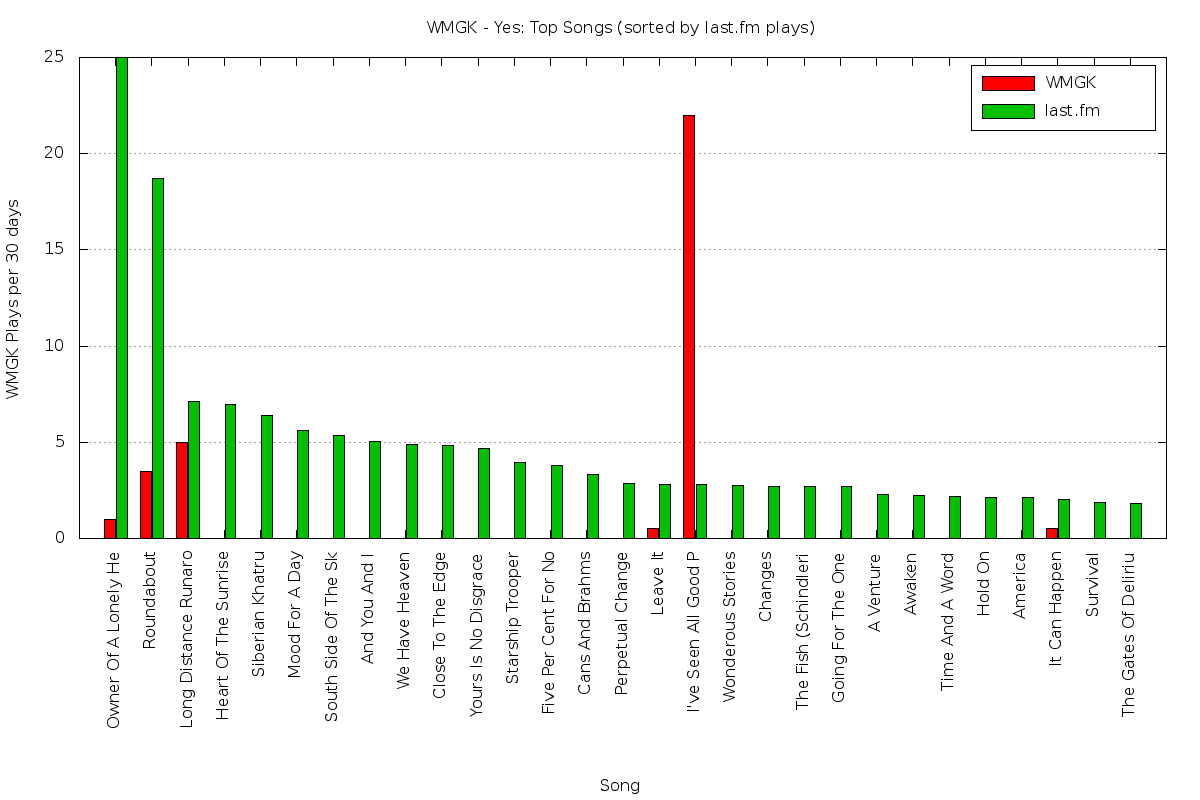 WMGK - Yes: Top Songs (sorted by last.fm plays)
WMGK
last.fm
25
20
15
10
5
0
WMGK Plays per 30 days
Owner Of A Lonely He
Roundabout
Long Distance Runaro
Heart Of The Sunrise
Siberian Khatru
Mood For A Day
South Side Of The Sk
And You And I
We Have Heaven
Close To The Edge
Yours Is No Disgrace
Starship Trooper
Five Per Cent For No
Cans And Brahms
Perpetual Change
Leave It
I've Seen All Good P
Wonderous Stories
Changes
The Fish (Schindleri
Going For The One
A Venture
Awaken
Time And A Word
Hold On
America
It Can Happen
Survival
The Gates Of Deliriu
Song